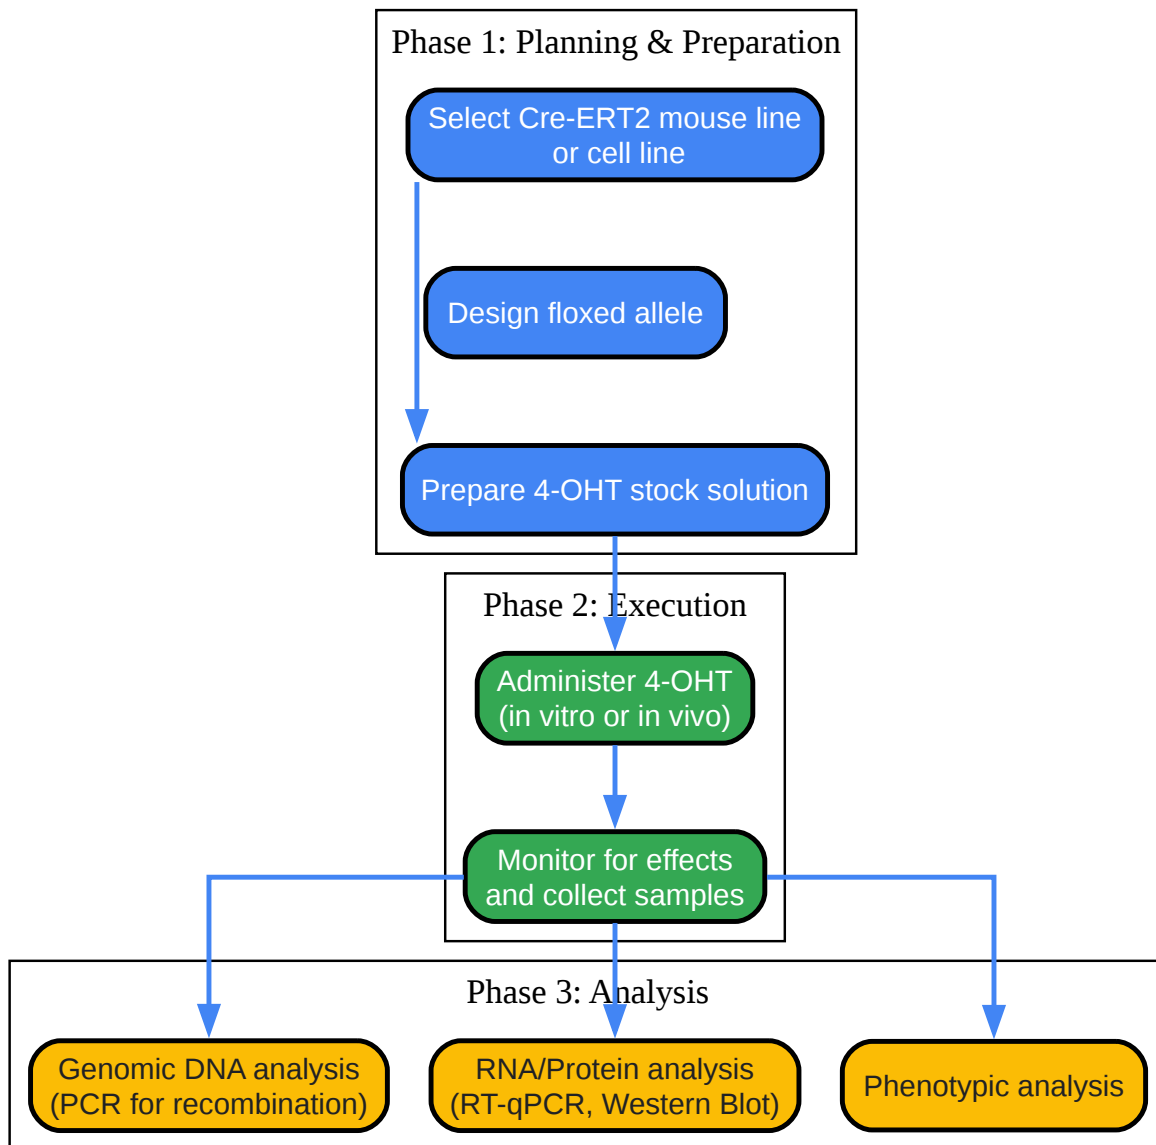 Phase 1: Planning & Preparation
Select Cre-ERT2 mouse line
or cell line
Design floxed allele
Prepare 4-OHT stock solution
Phase 2: Execution
Administer 4-OHT
(in vitro or in vivo)
Monitor for effects
and collect samples
Phase 3: Analysis
Genomic DNA analysis
(PCR for recombination)
RNA/Protein analysis
(RT-qPCR, Western Blot)
Phenotypic analysis